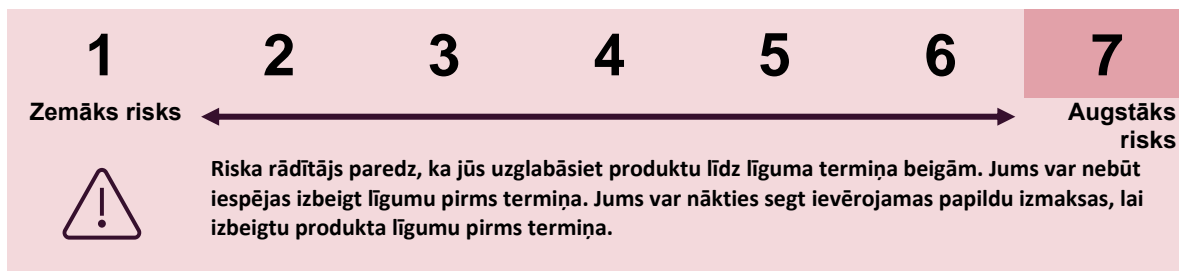 1 2 3 4 5 6 7
Zemāks risks
Augstāks
risks
Riska rādītājs paredz, ka jūs uzglabāsiet produktu līdz līguma termiņa beigām. Jums var nebūt
iespējas izbeigt līgumu pirms termiņa. Jums var nākties segt ievērojamas papildu izmaksas, lai
izbeigtu produkta līgumu pirms termiņa.